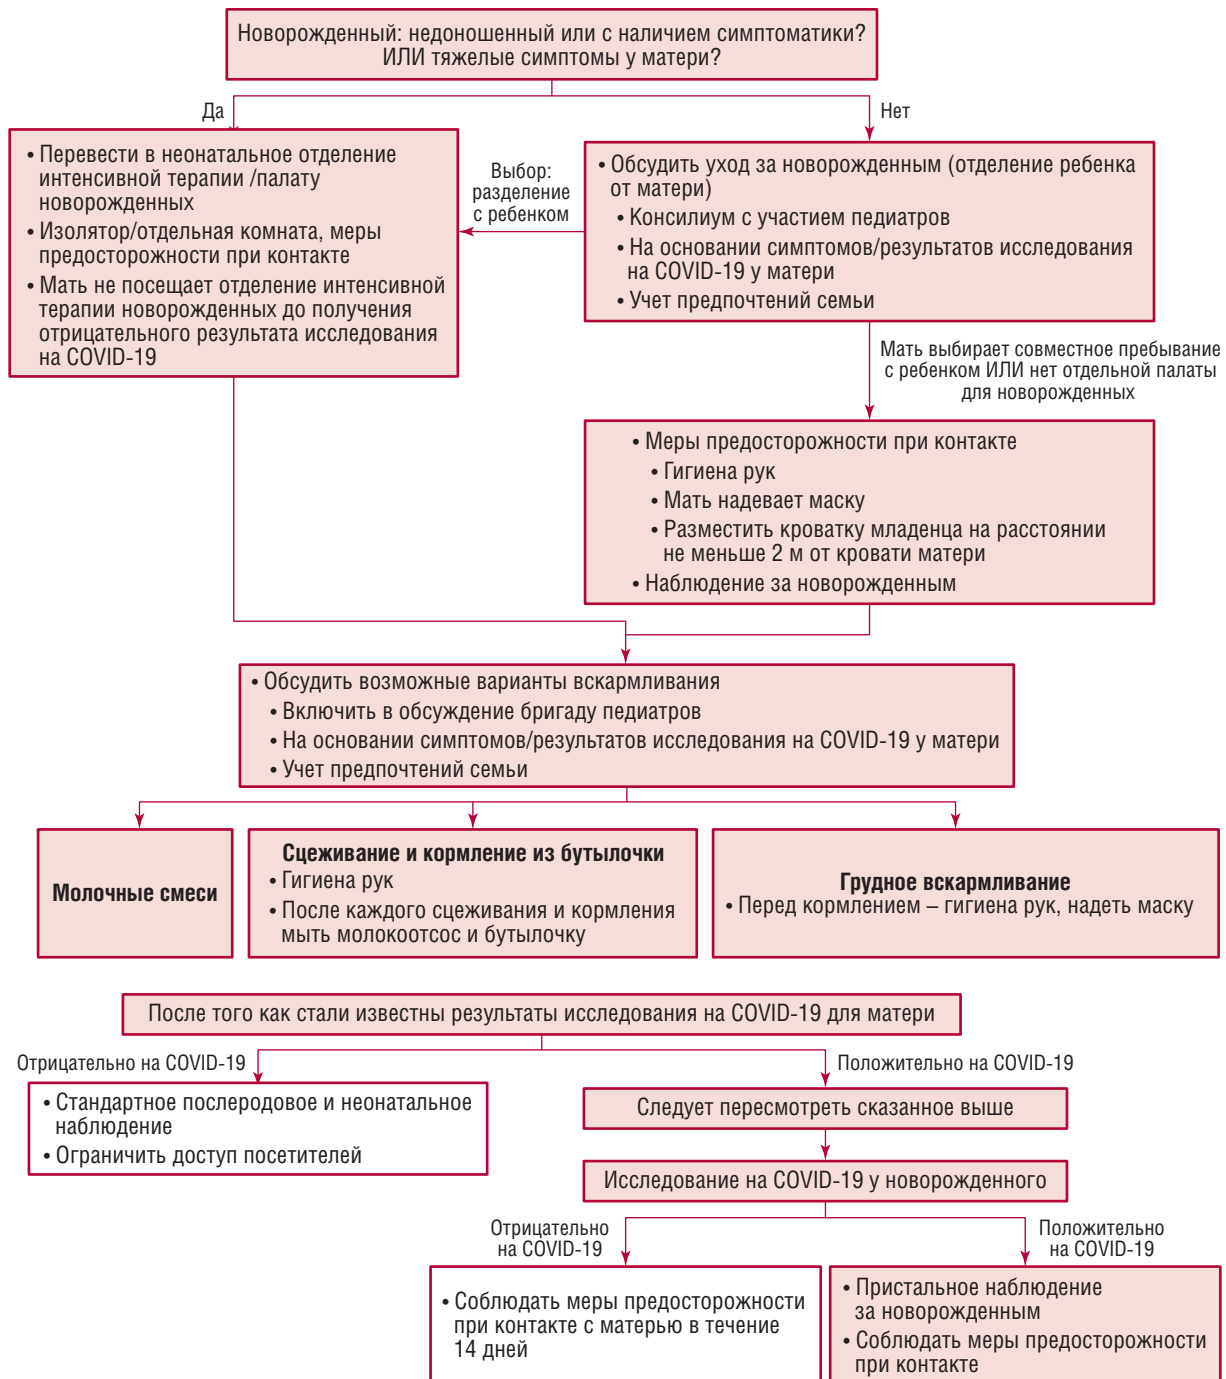 Новорожденный: недоношенный или с наличием симптоматики?
ИЛИ тяжелые симптомы у матери?
Да
Нет
• Перевести в неонатальное отделение
интенсивной терапии /палату
новорожденных
• Изолятор/отдельная комната, меры
предосторожности при контакте
• Мать не посещает отделение интенсивной
терапии новорожденных до получения
отрицательного результата исследования
на COVID-19
Выбор:
разделение
с ребенком
• Обсудить уход за новорожденным (отделение ребенка
от матери)
• Консилиум с участием педиатров
• На основании симптомов/результатов исследования
на COVID-19 у матери
• Учет предпочтений семьи
Мать выбирает совместное пребывание
с ребенком ИЛИ нет отдельной палаты
для новорожденных
• Меры предосторожности при контакте
• Гигиена рук
• Мать надевает маску
• Разместить кроватку младенца на расстоянии
не меньше 2 м от кровати матери
• Наблюдение за новорожденным
• Обсудить возможные варианты вскармливания
• Включить в обсуждение бригаду педиатров
• На основании симптомов/результатов исследования на COVID-19 у матери
• Учет предпочтений семьи
Молочные смеси
Сцеживание и кормление из бутылочки
• Гигиена рук
• После каждого сцеживания и кормления
мыть молокоотсос и бутылочку
Грудное вскармливание
• Перед кормлением – гигиена рук, надеть маску
После того как стали известны результаты исследования на COVID-19 для матери
Отрицательно на COVID-19
Положительно на COVID-19
• Стандартное послеродовое и неонатальное
наблюдение
• Ограничить доступ посетителей
Следует пересмотреть сказанное выше
Исследование на COVID-19 у новорожденного
Отрицательно
на COVID-19
Положительно
на COVID-19
• Соблюдать меры предосторожности
при контакте с матерью в течение
14 дней
• Пристальное наблюдение
за новорожденным
• Соблюдать меры предосторожности
при контакте